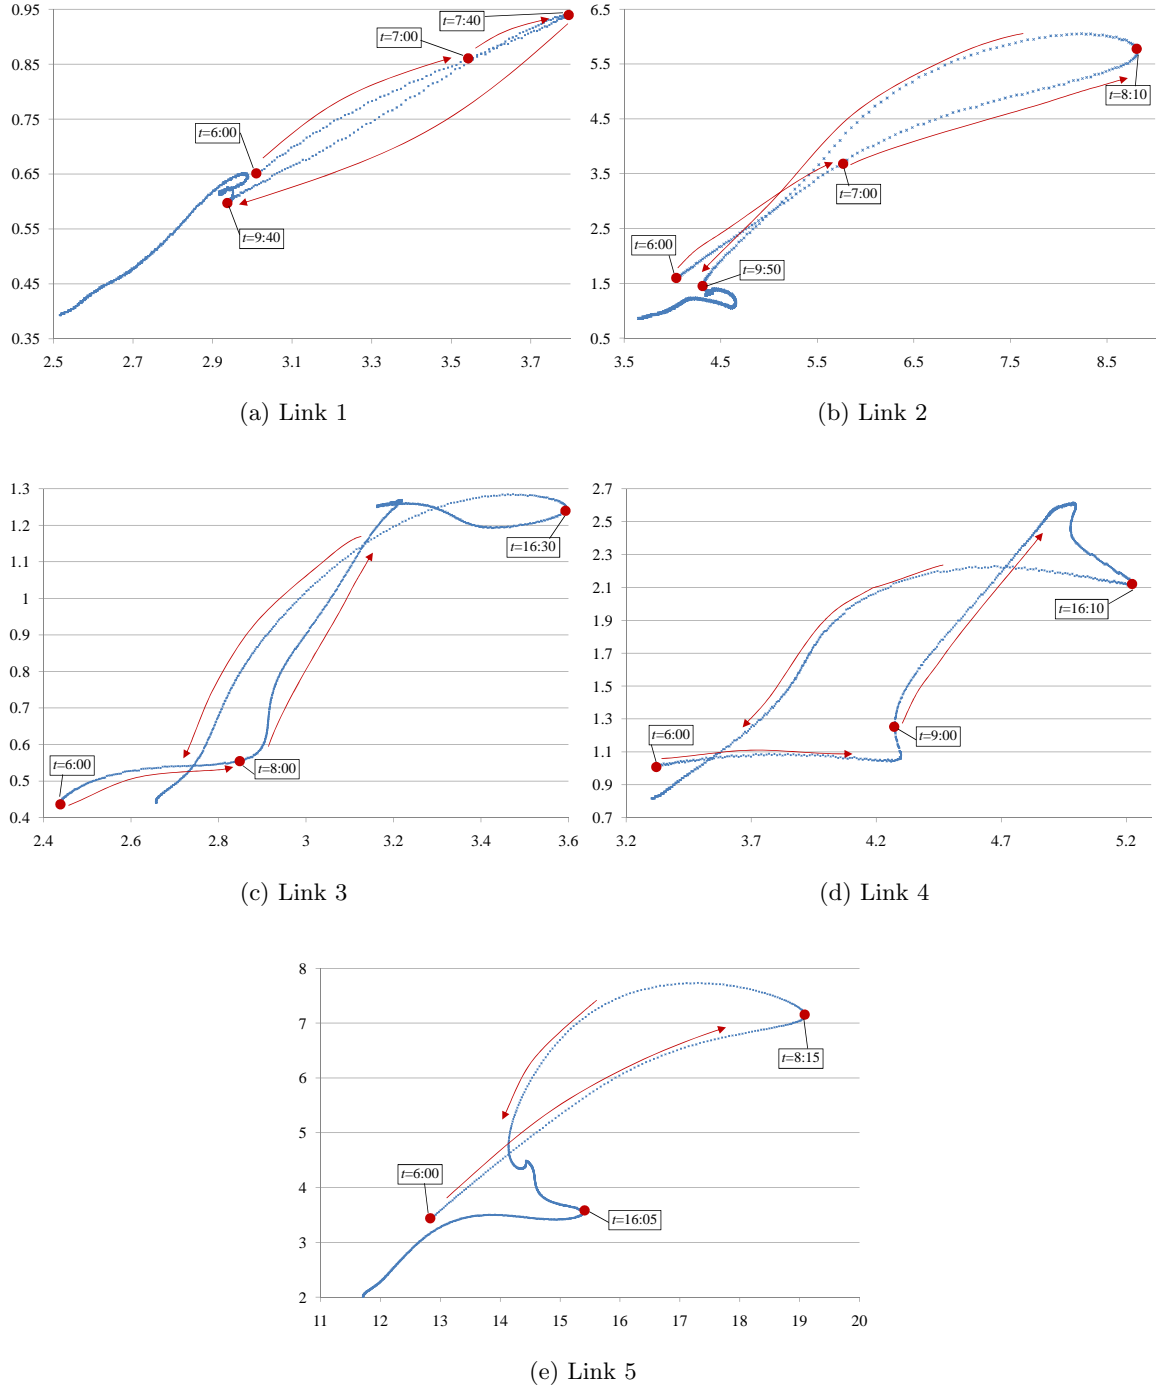 0.95
0.85
0.75
0.65
0.55
0.45
0.35
2.5 2.7 2.9 3.1 3.3 3.5 3.7
t=7:40
t=7:00
t=6:00
t=9:40
(a) Link 1
6.5
5.5
4.5
3.5
2.5
1.5
0.5
3.5 4.5 5.5 6.5 7.5 8.5
t=8:10
t=7:00
t=6:00
t=9:50
(b) Link 2
1.3
1.2
1.1
1
0.9
0.8
0.7
0.6
0.5
0.4
2.4 2.6 2.8 3 3.2 3.4 3.6
t=16:30
t=6:00
t=8:00
(c) Link 3
2.7
2.5
2.3
2.1
1.9
1.7
1.5
1.3
1.1
0.9
0.7
3.2 3.7 4.2 4.7 5.2
t=16:10
t=6:00
t=9:00
(d) Link 4
8
7
6
5
4
3
2
11 12 13 14 15 16 17 18 19 20
t=8:15
t=6:00
t=16:05
(e) Link 5